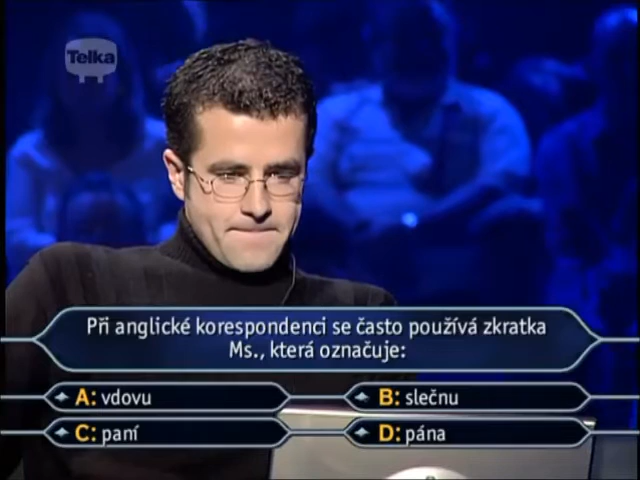 Telka
Při anglické korespondenci se často používá zkratka
Ms., která označuje:
A: vdovu
B: slečnu
C: paní
D: pána